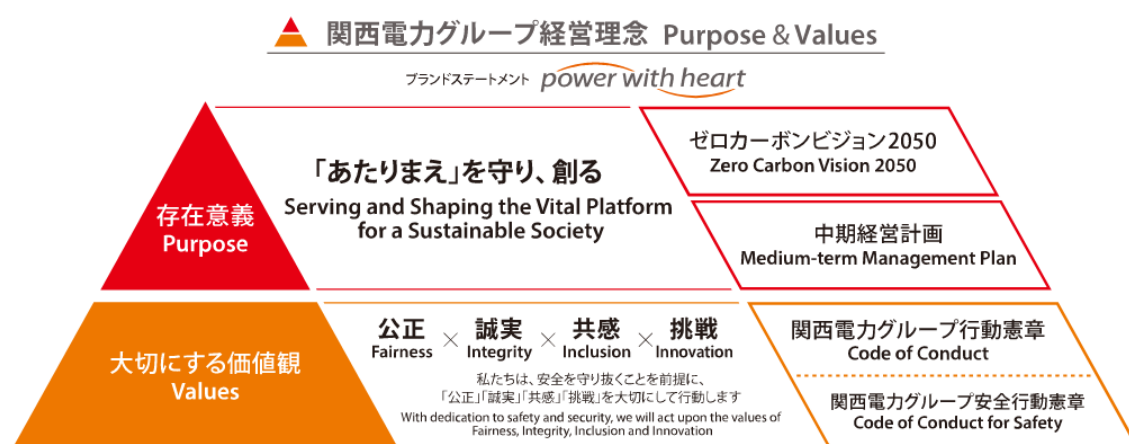 関西電力グループ経営理念 Purpose & Values
ブランドステートメント power with heart
存在意義
Purpose
「あたりまえ」を守り、創る
Serving and Shaping the Vital Platform
for a Sustainable Society
ゼロカーボンビジョン2050
Zero Carbon Vision 2050
中期経営計画
Medium-term Management Plan
大切にする価値観
Values
公正 × 誠実 × 共感 × 挑戦
Fairness Integrity Inclusion Innovation
私たちは、安全を守り抜くことを前提に、
「公正」「誠実」「共感」「挑戦」を大切にして行動します
With dedication to safety and security, we will act upon the values of
Fairness, Integrity, Inclusion and Innovation
関西電力グループ行動憲章
Code of Conduct
関西電力グループ安全行動憲章
Code of Conduct for Safety